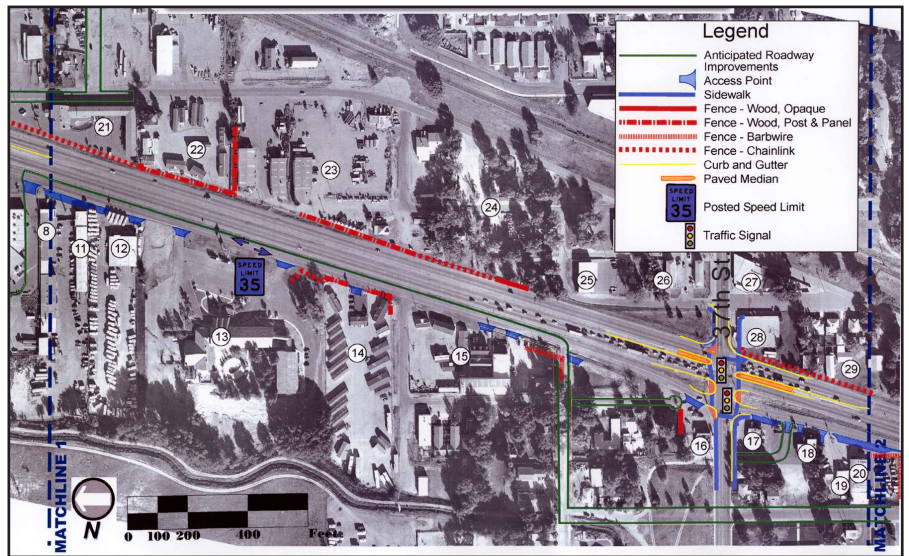 Legend
Anticipated Roadway
Improvements
Access Point
Sidewalk
Fence - Wood, Opaque
Fence - Wood, Post & Panel
Fence - Barbwire
Fence - Chainlink
Curb and Gutter
Paved Median
SPEED
LIMIT
35
Posted Speed Limit
Traffic Signal
21
22
23
24
8
11
12
SPEED
LIMIT
35
37th St.
25
26
27
13
14
15
28
29
16
17
18
19
20
MATCHLINE 1
MATCHLINE 2
N
0 100 200 400 Feet